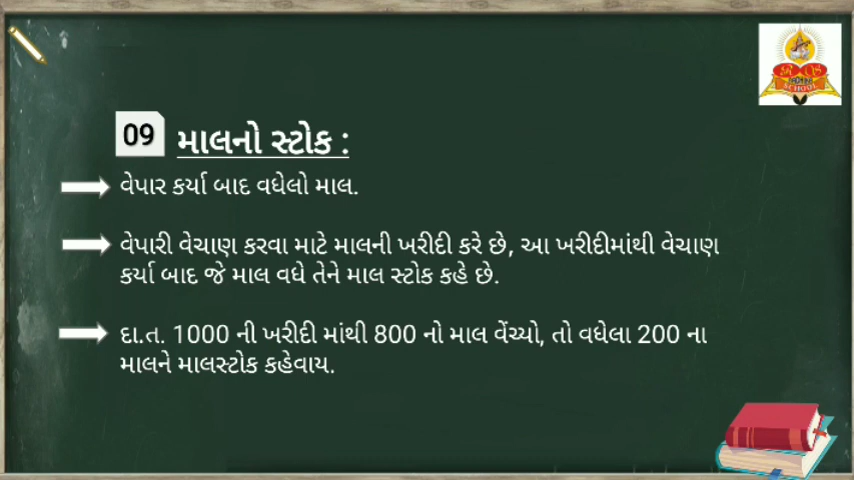 09 માલનો સ્ટોક :
વેપાર કર્યા બાદ વધેલો માલ.
વેપારી વેચાણ કરવા માટે માલની ખરીદી કરે છે, આ ખરીદીમાંથી વેચાણ
કર્યા બાદ જે માલ વધે તેને માલ સ્ટોક કહે છે.
દા.ત. 1000 ની ખરીદી માંથી 800 નો માલ વેંચ્યો, તો વધેલા 200 ના
માલને માલસ્ટોક કહેવાય.
SCHOOL